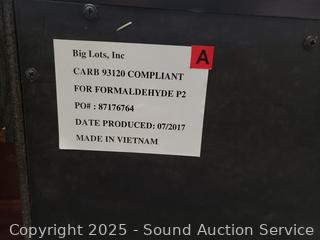 Big Lots, Inc
A
CARB 93120 COMPLIANT
FOR FORMALDEHYDE P2
PO# : 87176764
DATE PRODUCED: 07/2017
MADE IN VIETNAM
Copyright 2025 - Sound Auction Service